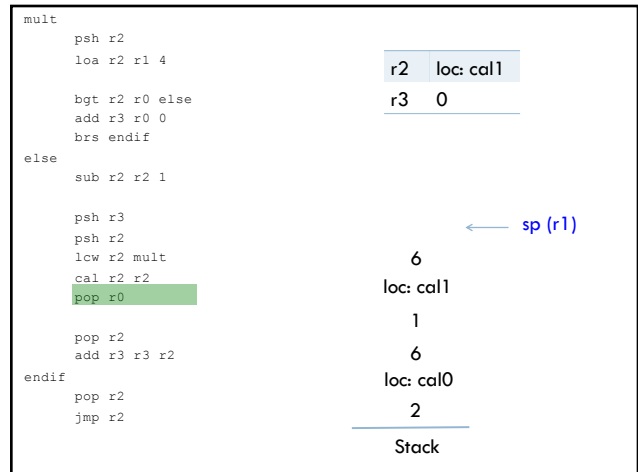 mult
psh r2
loa r2 r1 4
bgt r2 r0 else
add r3 r0 0
brs endif
else
sub r2 r2 1
psh r3
psh r2
lcw r2 mult
cal r2 r2
pop r0
pop r2
add r3 r3 r2
endif
pop r2
jmp r2
r2 loc: cal1
r3 0
sp (r1)
6
loc: cal1
1
6
loc: cal0
2
Stack